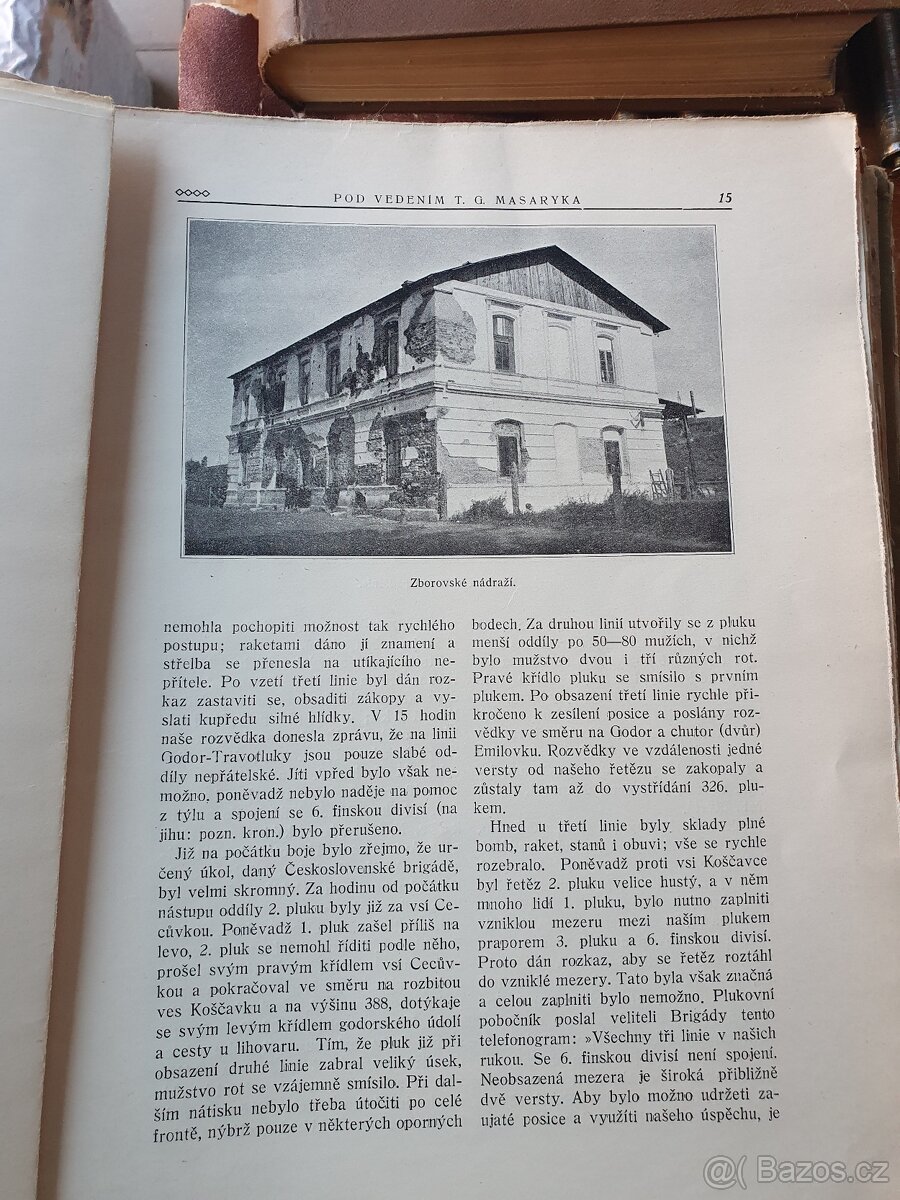 POD VEDENÍM T. G. MASARYKA
15
Zborovské nádraží.
nemohla pochopiti možnost tak rychlého
postupu; raketami dáno jí znamení a
střelba se přenesla na utíkajícího ne-
přítele. Po vzetí třetí linie byl dán roz-
kaz zastaviti se, obsaditi zákopy a vy-
slati kupředu silné hlídky. V 15 hodin
naše rozvědka donesla zprávu, že na linii
Godor-Travotluky jsou pouze slabé od-
díly nepřátelské. Jíti vpřed bylo však ne-
možno, poněvadž nebylo naděje na pomoc
z týlu a spojení se 6. finskou divisí (na
jihu: pozn. kron.) bylo přerušeno.
Již na počátku boje bylo zřejmo, že ur-
čený úkol, daný Československé brigádě,
byl velmi skromný. Za hodinu od počátku
nástupu oddíly 2. pluku byly již za vsí Ce-
cůvkou. Poněvadž 1. pluk zašel příliš na
levo, 2. pluk se nemohl říditi podle něho,
prošel svým pravým křídlem vsí Cecův-
kou a pokračoval ve směru na rozbitou
ves Koščavku a na výšinu 388, dotýkaje
se svým levým křídlem godorského údolí
a cesty u lihovaru. Tím, že pluk již při
obsazení druhé linie zabral veliký úsek,
mužstvo rot se vzájemně smísilo. Při dal-
ším nátisku nebylo třeba útočiti po celé
frontě, nýbrž pouze v některých oporných
bodech. Za druhou linií utvořily se z pluku
menší oddíly po 50—80 mužích, v nichž
bylo mužstvo dvou i tří různých rot.
Pravé křídlo pluku se smísilo s prvním
plukem. Po obsazení třetí linie rychle při-
kročeno k zesílení posice a poslány roz-
vědky ve směru na Godor a chutor (dvůr)
Emilovku. Rozvědky ve vzdálenosti jedné
versty od našeho řetězu se zakopaly a
zůstaly tam až do vystřídání 326. plu-
kem.
Hned u třetí linie byly sklady plné
bomb, raket, stanů i obuvi; vše se rychle
rozebralo. Poněvadž proti vsi Koščavce
byl řetěz 2. pluku velice hustý, a v něm
mnoho lidí 1. pluku, bylo nutno zaplniti
vzniklou mezeru mezi naším plukem
praporem 3. pluku a 6. finskou divisí.
Proto dán rozkaz, aby se řetěz roztáhl
do vzniklé mezery. Tato byla však značná
a celou zaplniti bylo nemožno. Plukovní
pobočník poslal veliteli Brigády tento
telefonogram: »Všechny tři linie v našich
rukou. Se 6. finskou divisí není spojení.
Neobsazená mezera je široká přibližně
dvě versty. Aby bylo možno udržeti za-
ujaté posice a využíti našeho úspěchu, je
@ Bazos.cz